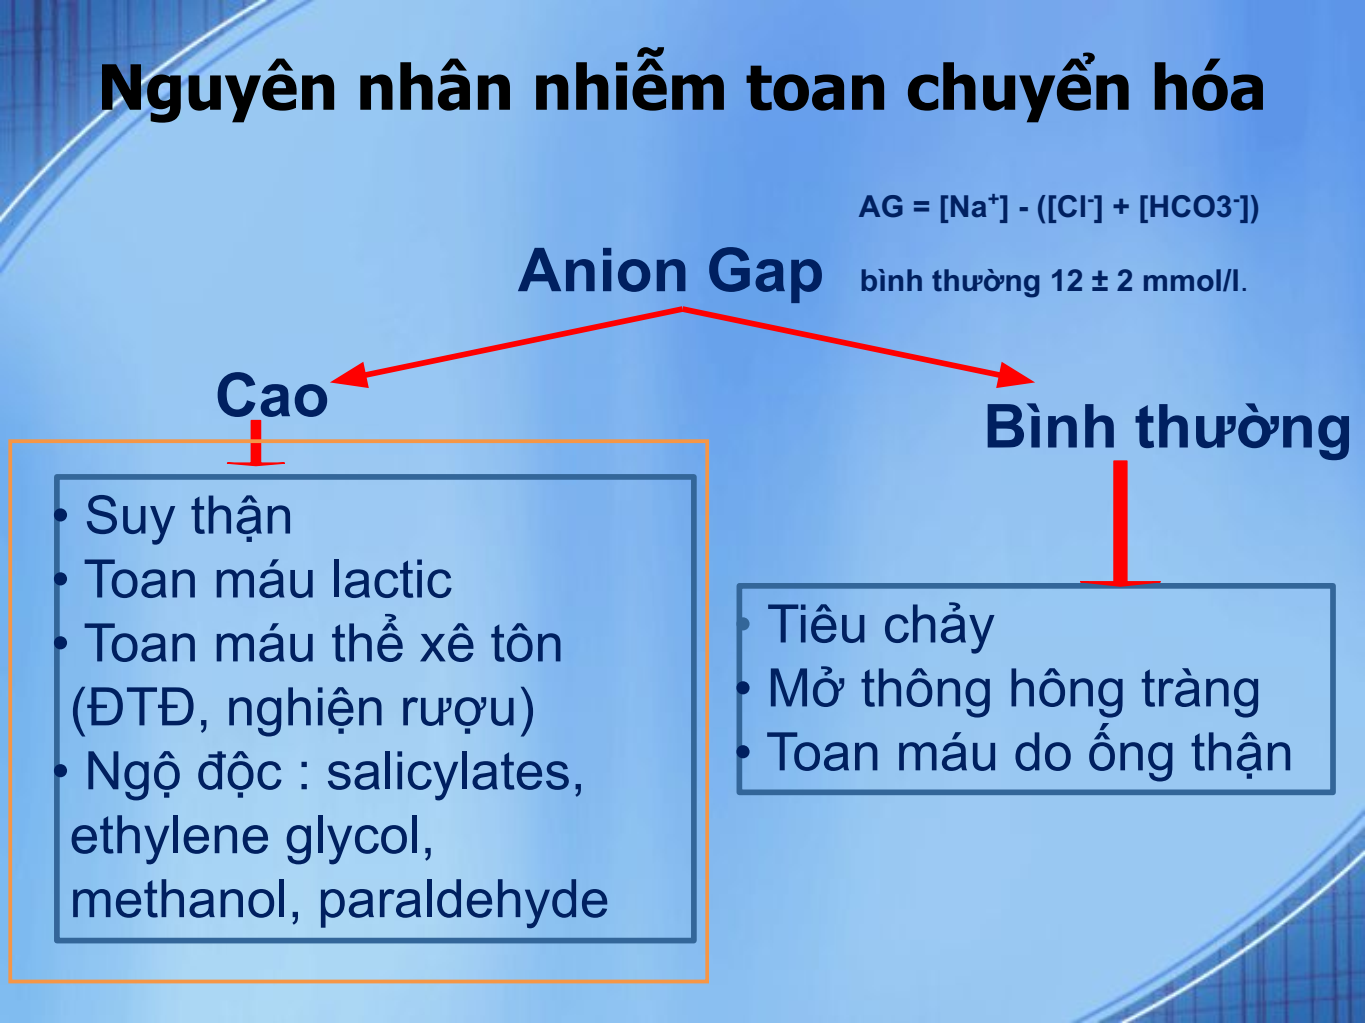 Nguyên nhân nhiễm toan chuyển hóa
AG = [Na⁺] - ([Cl⁻] + [HCO3⁻])
Anion Gap bình thường 12 ± 2 mmol/l.
Cao
Bình thường
• Suy thận
• Toan máu lactic
• Toan máu thể xê tôn
(ĐTĐ, nghiện rượu)
• Ngộ độc : salicylates,
ethylene glycol,
methanol, paraldehyde
• Tiêu chảy
• Mở thông hông tràng
• Toan máu do ống thận